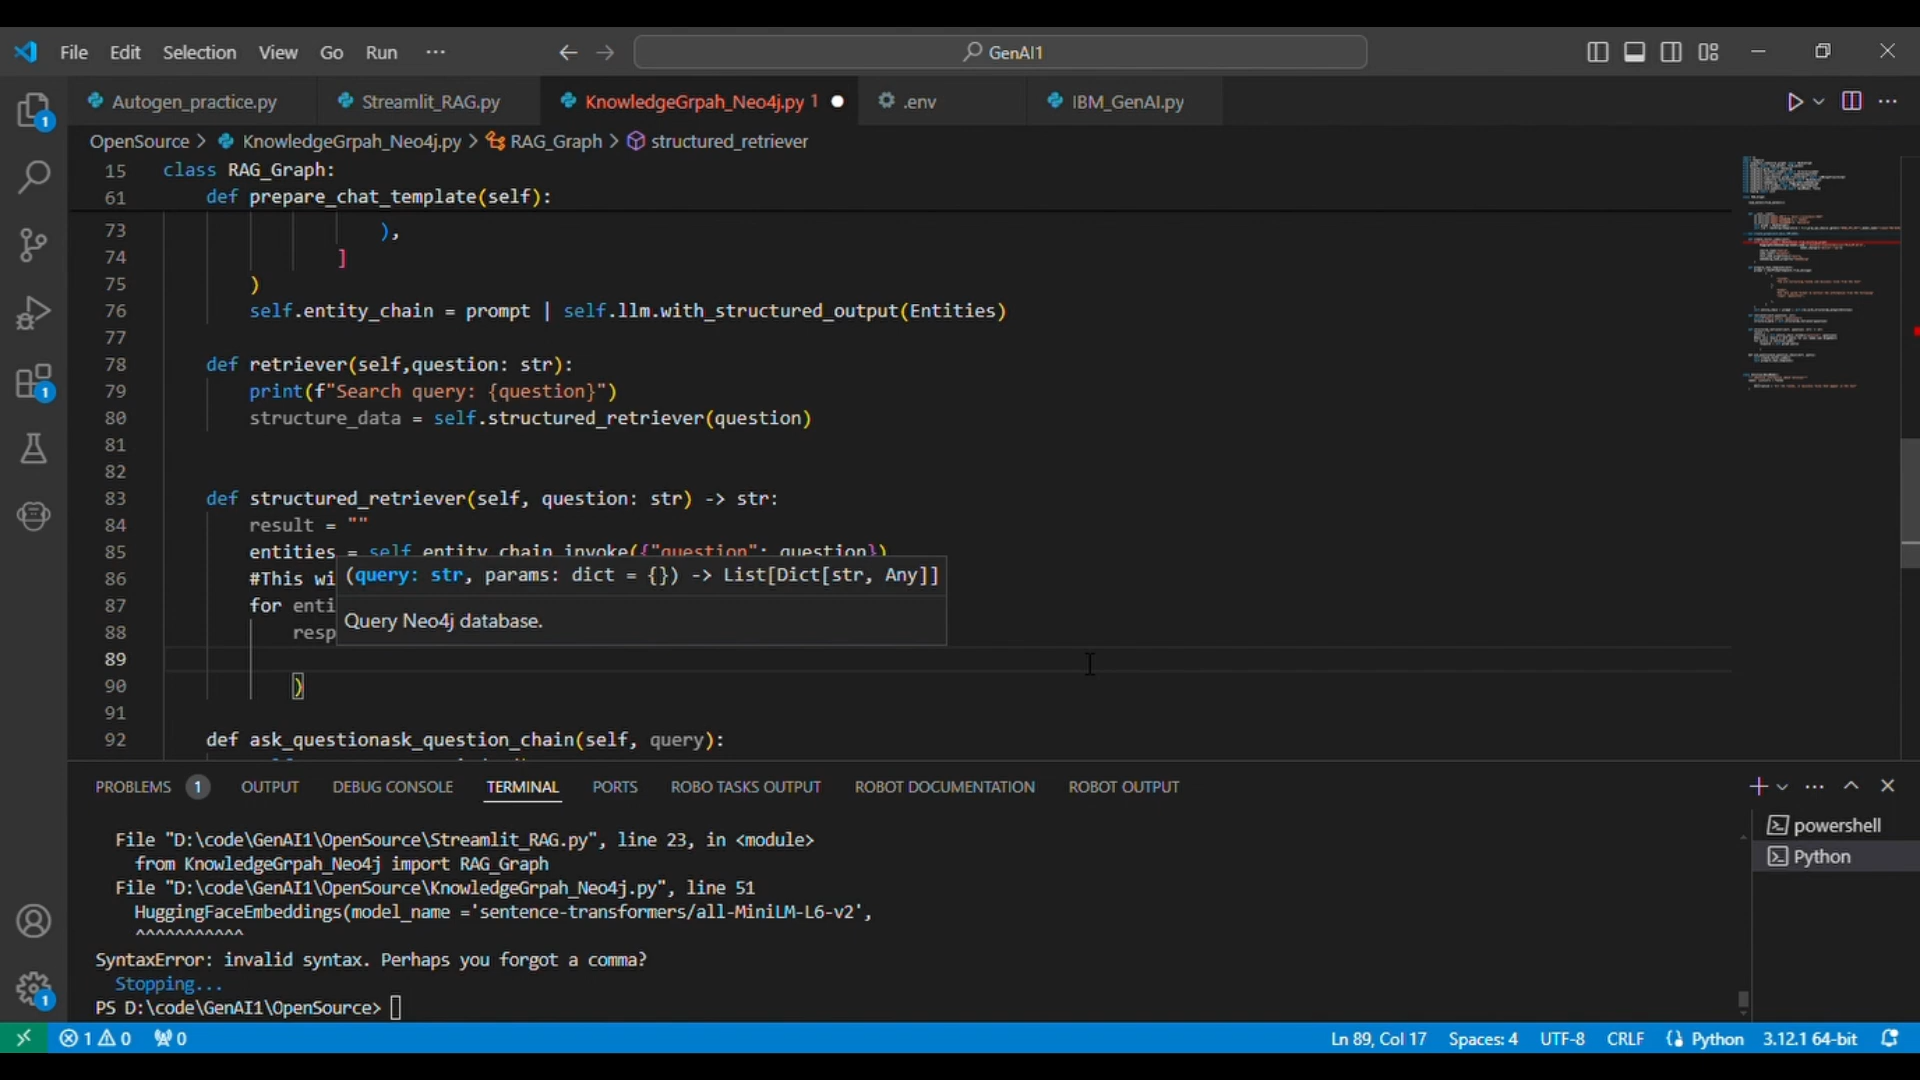 File Edit Selection View Go Run ··· GenAI1
Autogen_practice.py Streamlit_RAG.py KnowledgeGrpah_Neo4j.py 1 .env IBM_GenAI.py
OpenSource > KnowledgeGrpah_Neo4j.py > RAG_Graph > structured_retriever
15 class RAG_Graph:
61 def prepare_chat_template(self):
73 ),
74 ]
75 )
76 self.entity_chain = prompt | self.llm.with_structured_output(Entities)
77
78 def retriever(self,question: str):
79 print(f"Search query: {question}")
80 structure_data = self.structured_retriever(question)
81
82
83 def structured_retriever(self, question: str) -> str:
84 result = ""
85 entities = self.entity_chain.invoke({"question": question})
86 #This wi
(query: str, params: dict = {}) -> List[Dict[str, Any]]
87 for enti
Query Neo4j database.
88 resp
89
90 )
91
92 def ask_questionask_question_chain(self, query):
PROBLEMS 1 OUTPUT DEBUG CONSOLE TERMINAL PORTS ROBO TASKS OUTPUT ROBOT DOCUMENTATION ROBOT OUTPUT
File "D:\code\GenAI1\OpenSource\Streamlit_RAG.py", line 23, in <module>
from KnowledgeGrpah_Neo4j import RAG_Graph
File "D:\code\GenAI1\OpenSource\KnowledgeGrpah_Neo4j.py", line 51
HuggingFaceEmbeddings(model_name ='sentence-transformers/all-MiniLM-L6-v2',
^^^^^^^^^^^
SyntaxError: invalid syntax. Perhaps you forgot a comma?
Stopping...
PS D:\code\GenAI1\OpenSource>
powershell
Python
1 0 0 Ln 89, Col 17 Spaces: 4 UTF-8 CRLF Python 3.12.1 64-bit